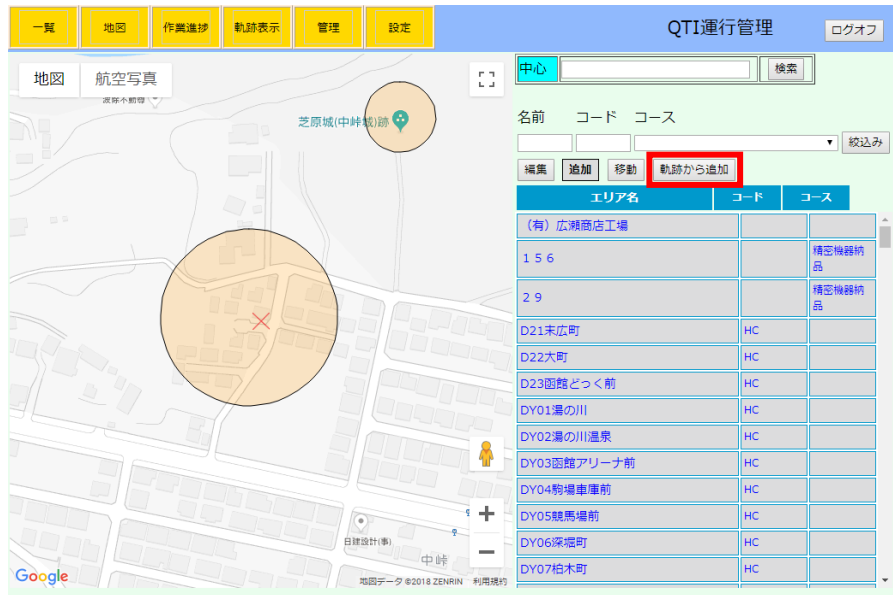 一覧 地図 作業進捗 軌跡表示 管理 設定 QTI運行管理 ログオフ
地図 航空写真
波除不動尊
芝原城(中峠城)跡
日建設計(事)
中峠
Google
地図データ ©2018 ZENRIN 利用規約
中心 検索
名前 コード コース
絞込み
編集 追加 移動 軌跡から追加
エリア名 コード コース
（有）広瀬商店工場
１５６ 精密機器納品
２９ 精密機器納品
D21末広町 HC
D22大町 HC
D23函館どっく前 HC
DY01湯の川 HC
DY02湯の川温泉 HC
DY03函館アリーナ前 HC
DY04駒場車庫前 HC
DY05競馬場前 HC
DY06深堀町 HC
DY07柏木町 HC